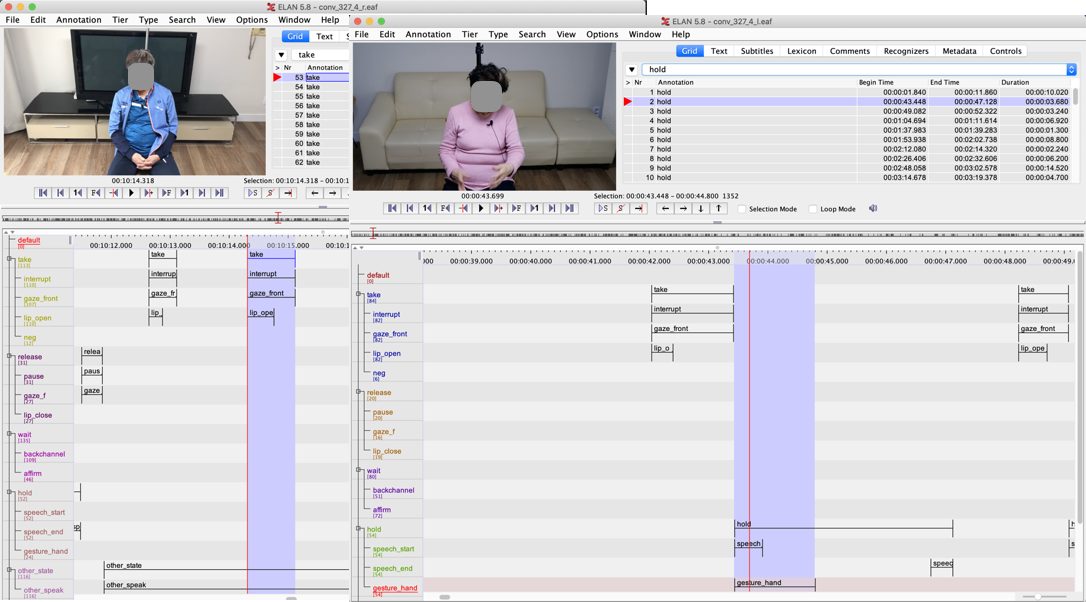 ELAN 5.8 - conv_327_4_r.eaf
File Edit Annotation Tier Type Search View Options Window Help
Grid Text S
take
> Nr Annotation
53 take
54 take
55 take
56 take
57 take
58 take
59 take
60 take
61 take
62 take
00:10:14.318
Selection: 00:10:14.318 - 00:10:1
00:10:12.000 00:10:13.000 00:10:14.000 00:10:15.000 00:10:1
default
[0]
take
[113]
interrupt
[110]
gaze_front
[107]
lip_open
[110]
neg
[12]
release
[31]
pause
[31]
gaze_f
[27]
lip_close
[27]
wait
[135]
backchannel
[109]
affirm
[46]
hold
[52]
speech_start
[52]
speech_end
[52]
gesture_hand
[24]
other_state
[116]
other_speak
[116]
take take
interrup interrupt
gaze_fr gaze_front
lip_ lip_ope
relea
paus
gaze
other_state
other_speak
ELAN 5.8 - conv_327_4_l.eaf
File Edit Annotation Tier Type Search View Options Window Help
Grid Text Subtitles Lexicon Comments Recognizers Metadata Controls
hold
> Nr Annotation Begin Time End Time Duration
1 hold 00:00:01.840 00:00:11.860 00:00:10.020
2 hold 00:00:43.448 00:00:47.128 00:00:03.680
3 hold 00:00:49.082 00:00:52.322 00:00:03.240
4 hold 00:01:04.694 00:01:11.614 00:00:06.920
5 hold 00:01:37.983 00:01:39.283 00:00:01.300
6 hold 00:01:53.938 00:02:02.738 00:00:08.800
7 hold 00:02:12.080 00:02:14.320 00:00:02.240
8 hold 00:02:26.406 00:02:32.606 00:00:06.200
9 hold 00:02:48.058 00:03:02.578 00:00:14.520
10 hold 00:03:14.678 00:03:19.378 00:00:04.700
00:00:43.699
Selection: 00:00:43.448 - 00:00:44.800 1352
Selection Mode Loop Mode
:000 00:00:39.000 00:00:40.000 00:00:41.000 00:00:42.000 00:00:43.000 00:00:44.000 00:00:45.000 00:00:46.000 00:00:47.000 00:00:48.000 00:00:49.0
default
[0]
take
[84]
interrupt
[82]
gaze_front
[82]
lip_open
[82]
neg
[6]
release
[20]
pause
[20]
gaze_f
[16]
lip_close
[19]
wait
[80]
backchannel
[51]
affirm
[72]
hold
[54]
speech_start
[54]
speech_end
[54]
gesture_hand
take take
interrupt interrupt
gaze_front gaze_front
lip_o lip_ope
hold
speech
speec
gesture_hand